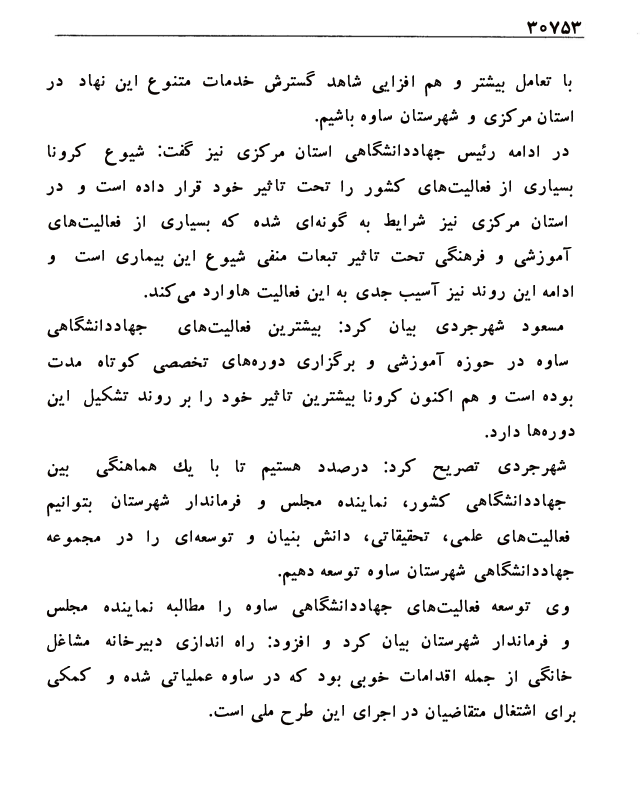 ۳۰۷۵۳
با تعامل بیشتر و هم افزایی شاهد گسترش خدمات متنوع این نهاد در
استان مرکزی و شهرستان ساوه باشیم.
در ادامه رئیس جهاددانشگاهی استان مرکزی نیز گفت: شیوع کرونا
بسیاری از فعالیت‌های کشور را تحت تاثیر خود قرار داده است و در
استان مرکزی نیز شرایط به گونه‌ای شده که بسیاری از فعالیت‌های
آموزشی و فرهنگی تحت تاثیر تبعات منفی شیوع این بیماری است و
ادامه این روند نیز آسیب جدی به این فعالیت هاوارد می‌کند.
مسعود شهرجردی بیان کرد: بیشترین فعالیت‌های جهاددانشگاهی
ساوه در حوزه آموزشی و برگزاری دوره‌های تخصصی کوتاه مدت
بوده است و هم اکنون کرونا بیشترین تاثیر خود را بر روند تشکیل این
دوره‌ها دارد.
شهرجردی تصریح کرد: درصدد هستیم تا با یك هماهنگی بین
جهاددانشگاهی کشور، نماینده مجلس و فرماندار شهرستان بتوانیم
فعالیت‌های علمی، تحقیقاتی، دانش بنیان و توسعه‌ای را در مجموعه
جهاددانشگاهی شهرستان ساوه توسعه دهیم.
وی توسعه فعالیت‌های جهاددانشگاهی ساوه را مطالبه نماینده مجلس
و فرماندار شهرستان بیان کرد و افزود: راه اندازی دبیرخانه مشاغل
خانگی از جمله اقدامات خوبی بود که در ساوه عملیاتی شده و کمکی
برای اشتغال متقاضیان در اجرای این طرح ملی است.